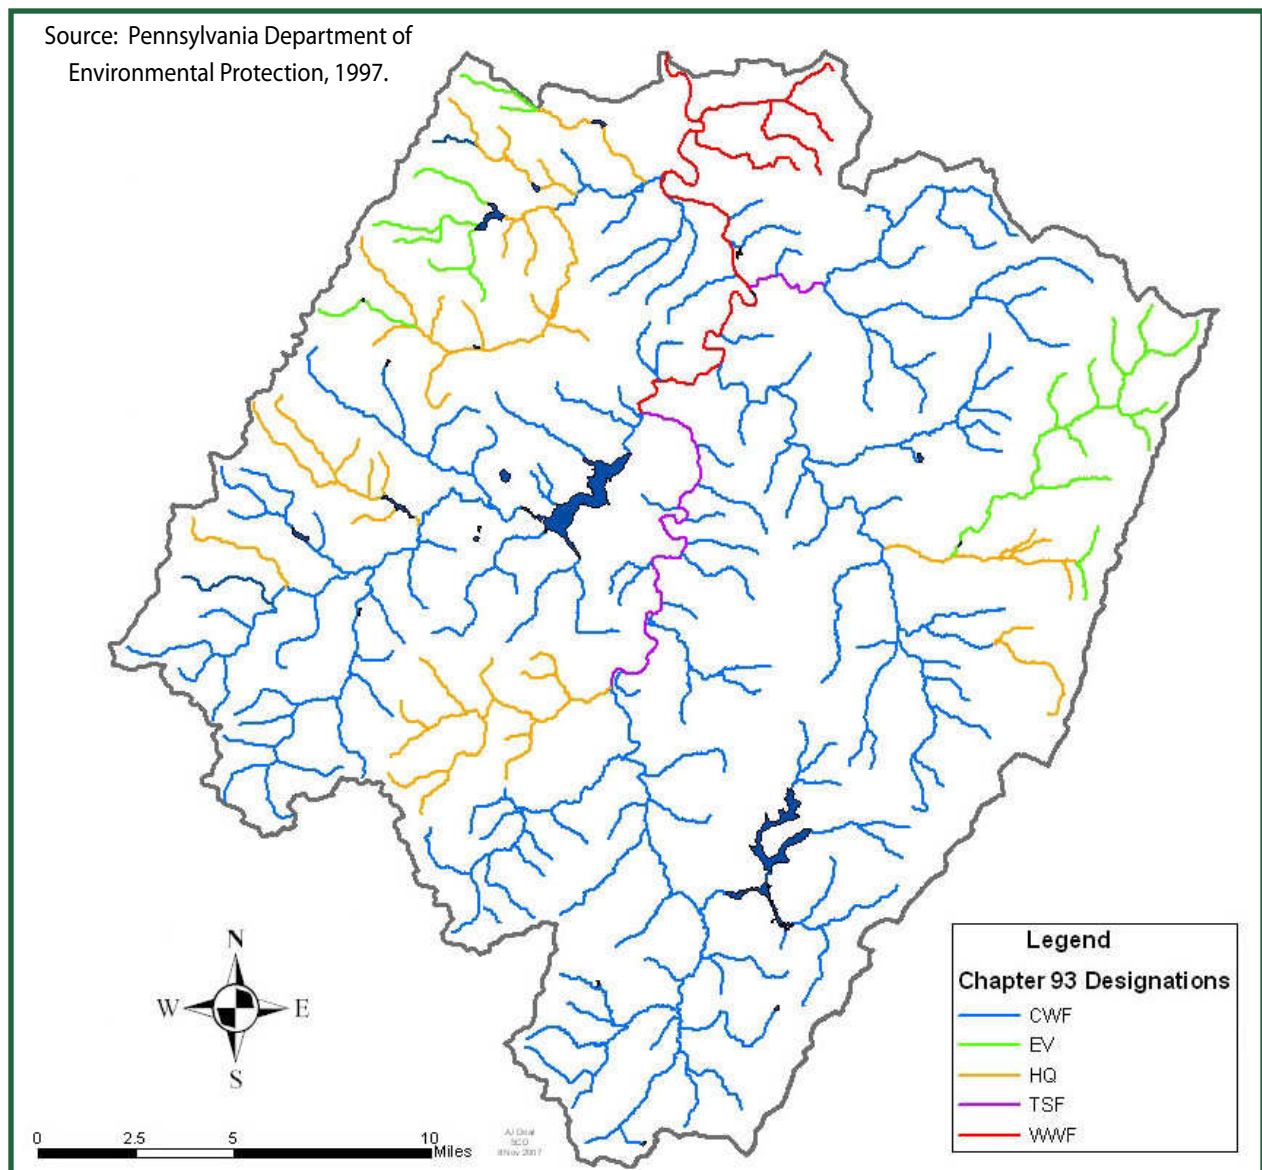 Source: Pennsylvania Department of
Environmental Protection, 1997.
N
W
E
S
0 2.5 5 10
Miles
SCD
Legend
Chapter 93 Designations
CWF
EV
HQ
TSF
WWF